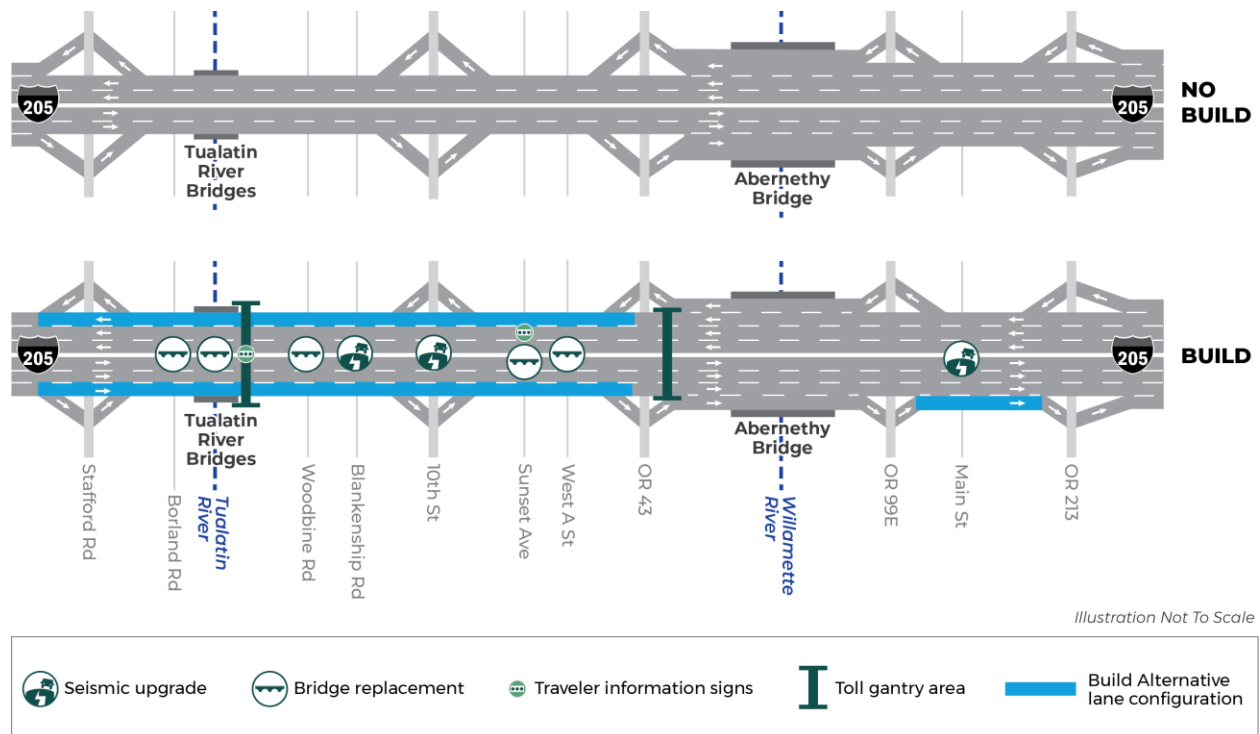 205
205
NO
BUILD
Tualatin
River
Bridges
Abernethy
Bridge
205
205
BUILD
Tualatin
River
Bridges
Abernethy
Bridge
Stafford Rd
Borland Rd
Tualatin
River
Woodbine Rd
Blankenship Rd
10th St
Sunset Ave
West A St
OR 43
Willamette
River
OR 99E
Main St
OR 213
Illustration Not To Scale
Seismic upgrade
Bridge replacement
Traveler information signs
Toll gantry area
Build Alternative
lane configuration